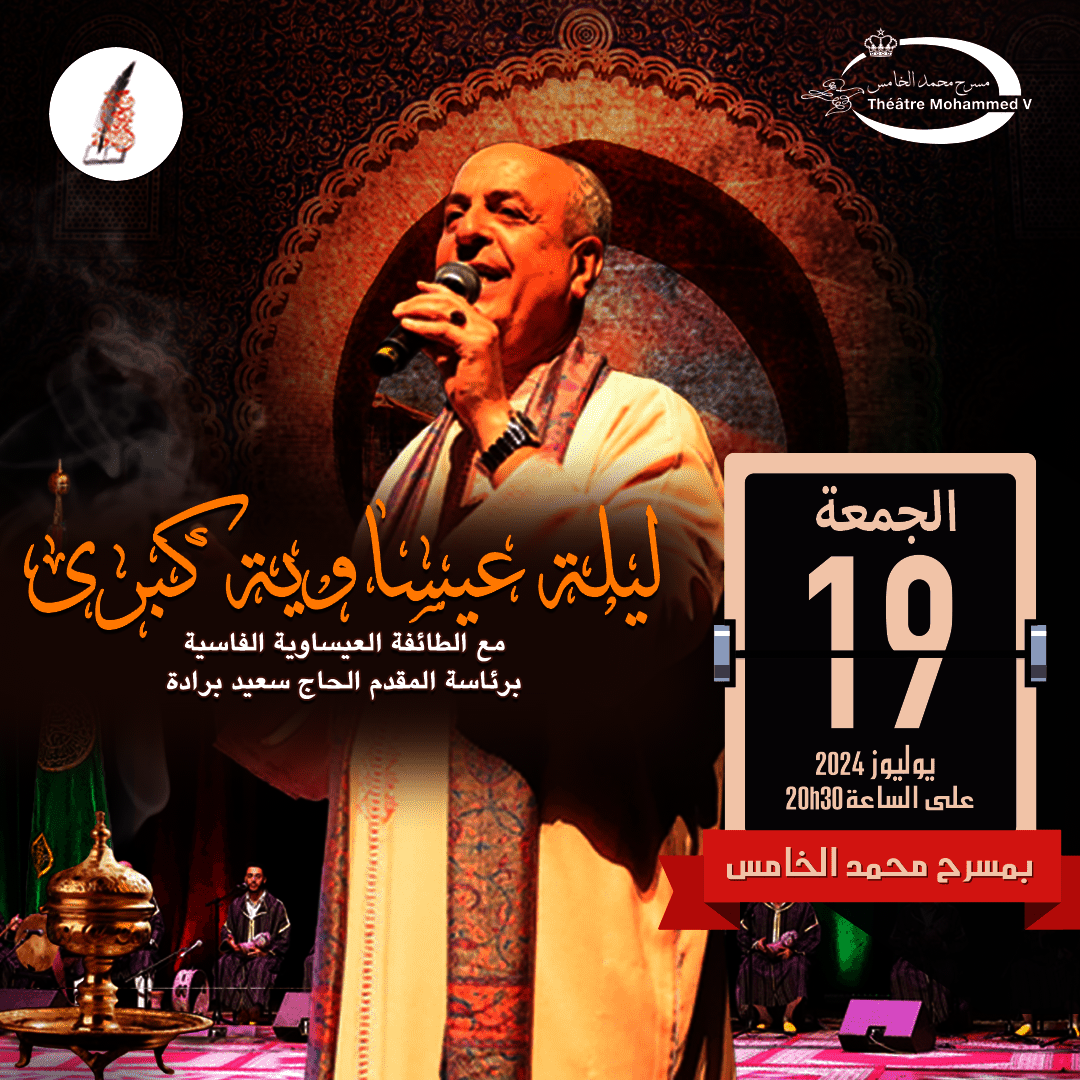 مسرح محمد الخامس
Théâtre Mohammed V
ليلة عيساوية كبرى
مع الطائفة العيساوية الفاسية
برئاسة المقدم الحاج سعيد برادة
الجمعة
19
يوليوز 2024
على الساعة 20h30
بمسرح محمد الخامس